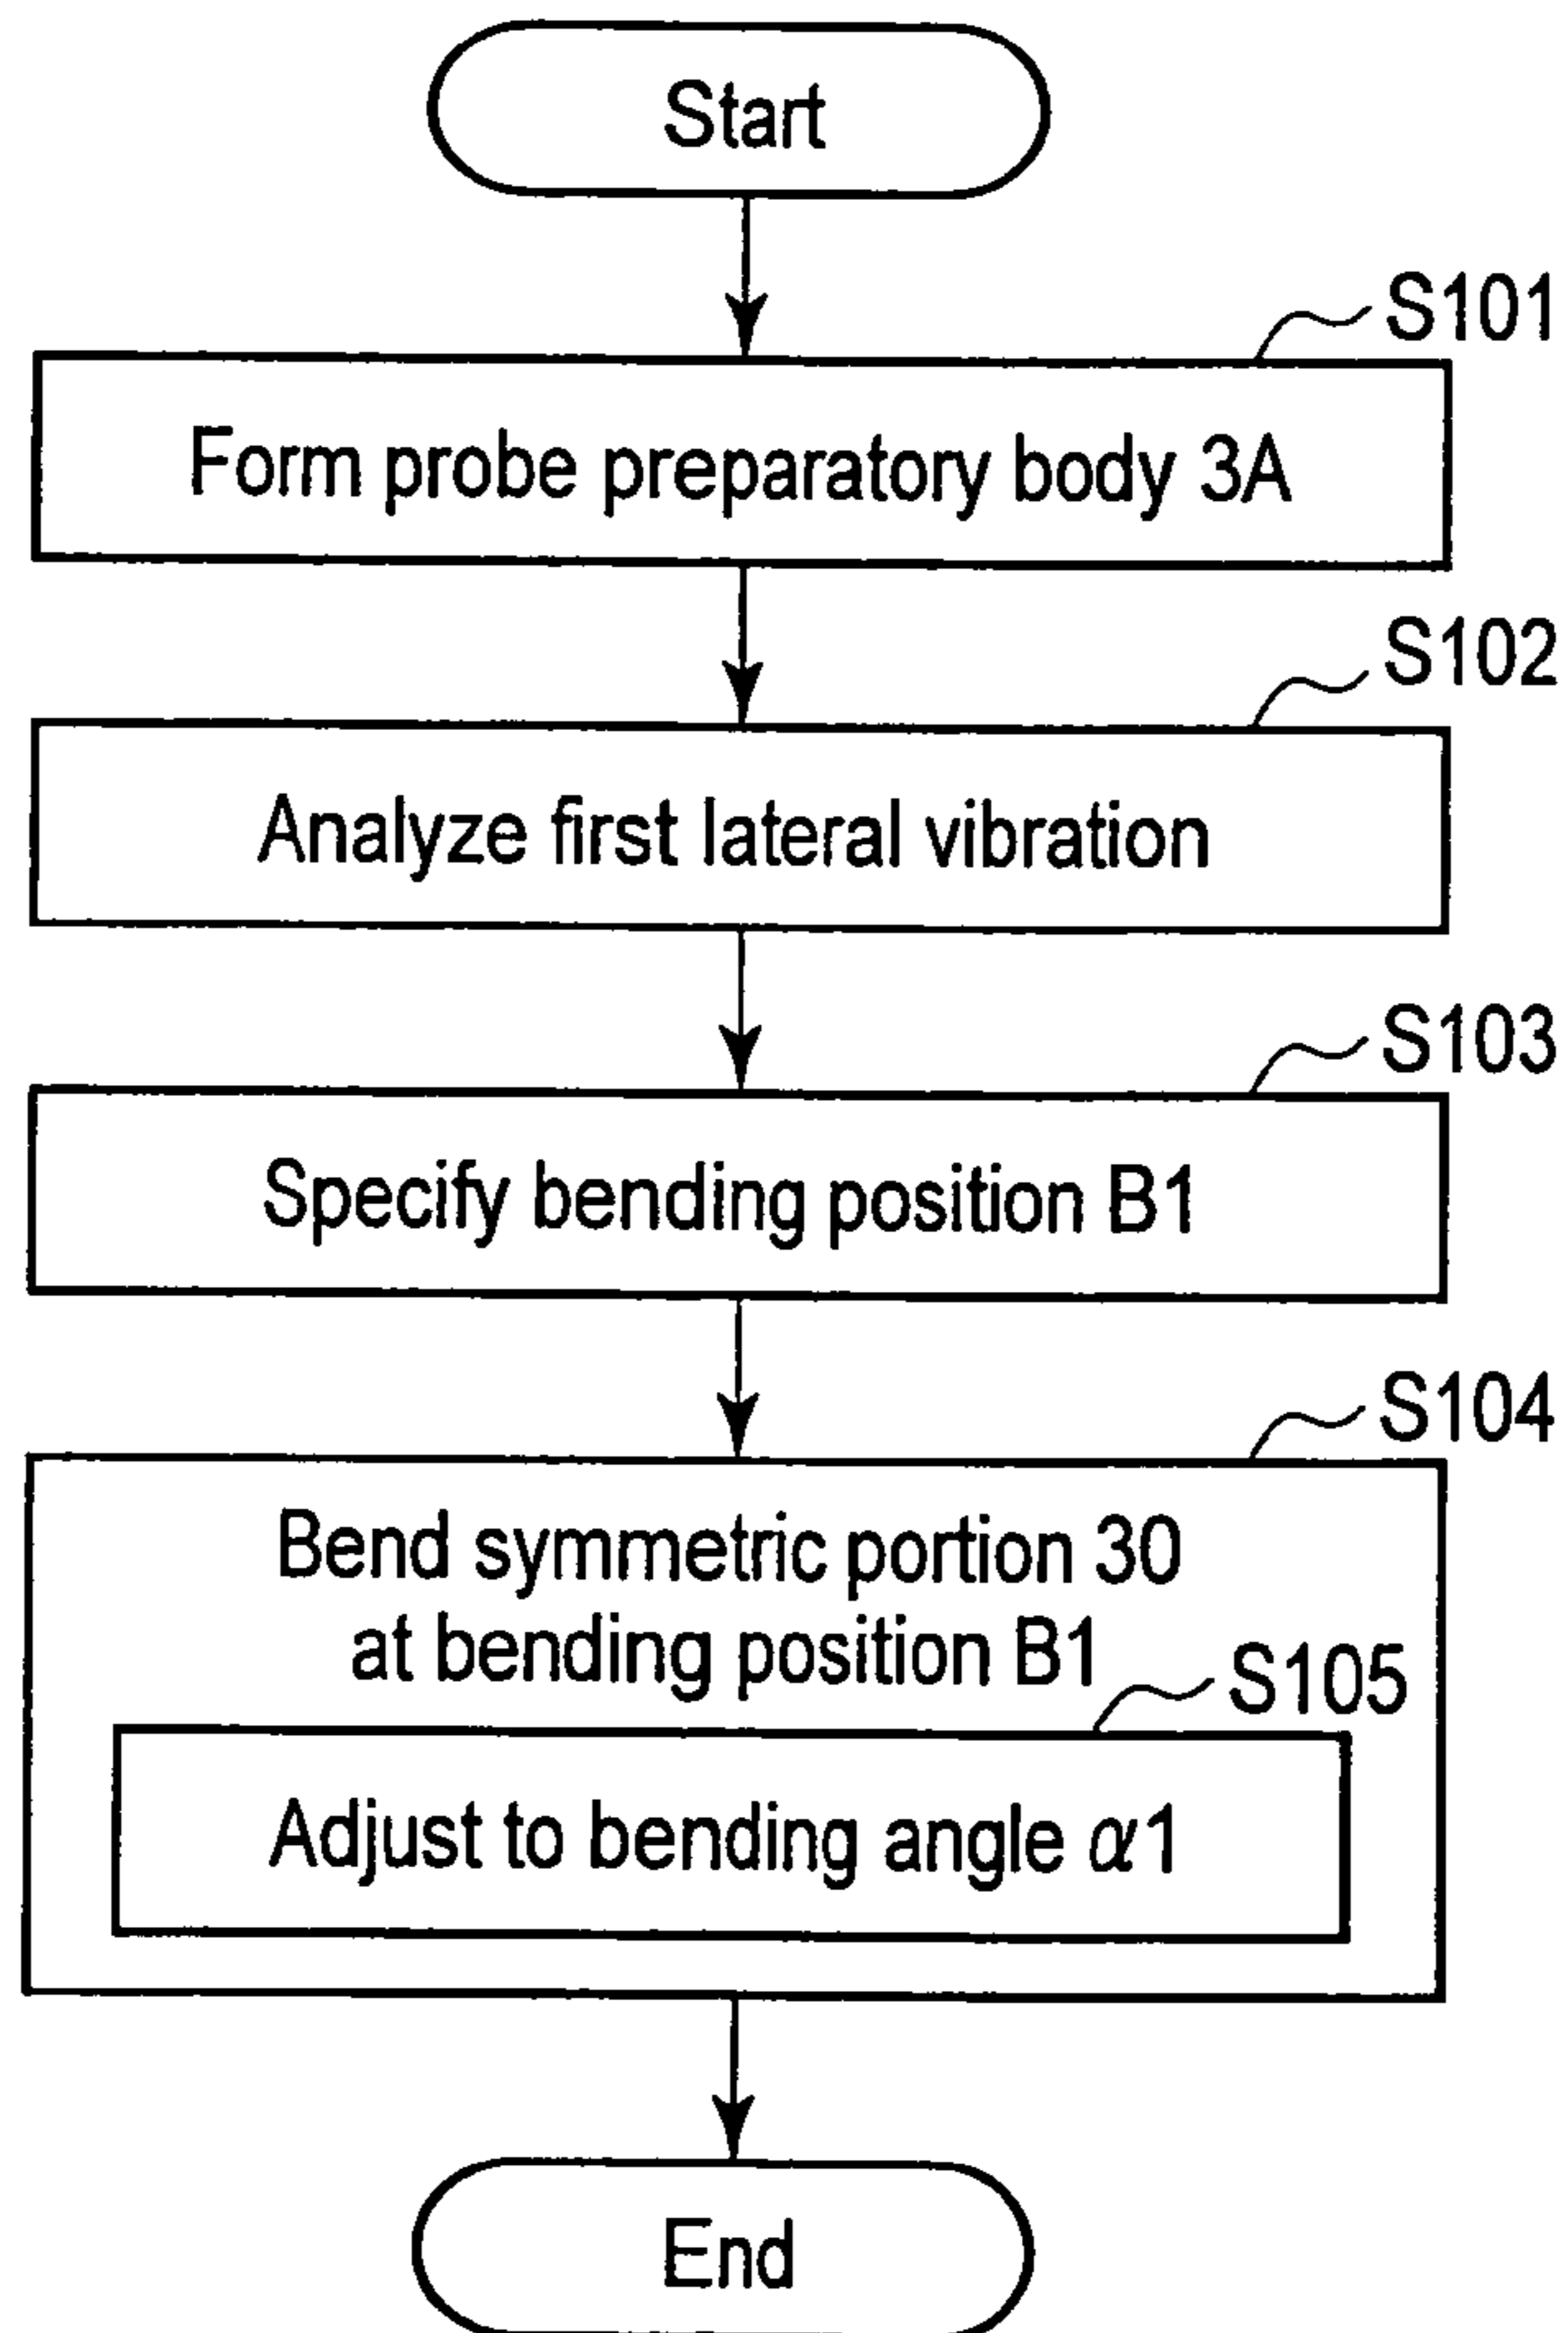 Start
S101
Form probe preparatory body 3A
S102
Analyze first lateral vibration
S103
Specify bending position B1
S104
Bend symmetric portion 30
at bending position B1
S105
Adjust to bending angle α1
End